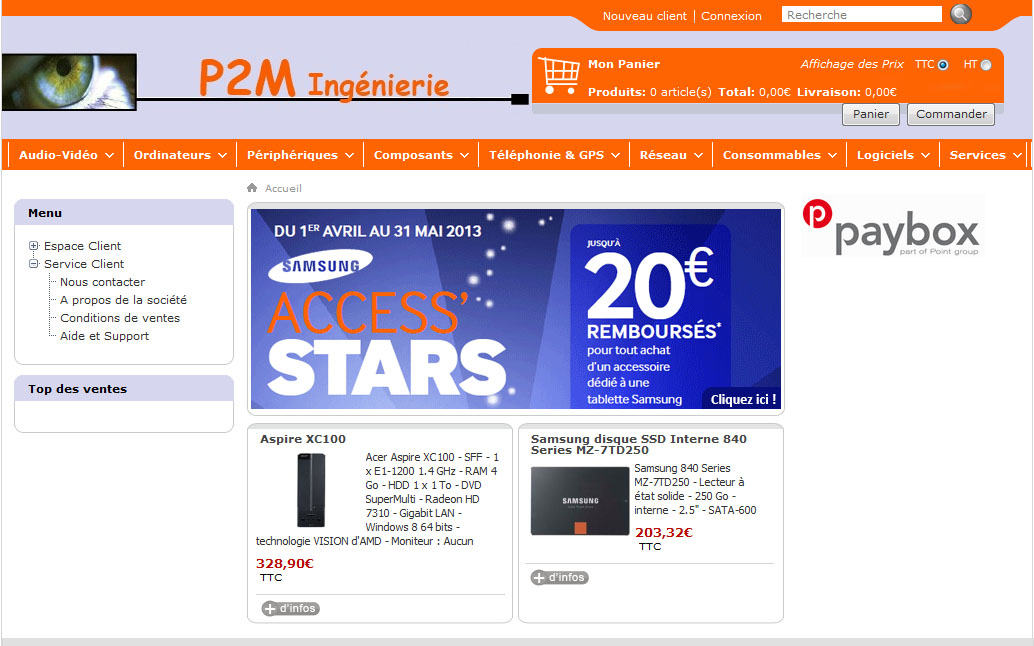 Nouveau client | Connexion
Recherche
P2M Ingénierie
Mon Panier
Affichage des Prix TTC HT
Produits: 0 article(s) Total: 0,00€ Livraison: 0,00€
Panier
Commander
Audio-Vidéo
Ordinateurs
Périphériques
Composants
Téléphonie & GPS
Réseau
Consommables
Logiciels
Services
Accueil
Menu
Espace Client
Service Client
Nous contacter
A propos de la société
Conditions de ventes
Aide et Support
Top des ventes
DU 1ER AVRIL AU 31 MAI 2013
SAMSUNG
ACCESS'
STARS
JUSQU'À
20€
REMBOURSÉS*
pour tout achat
d'un accessoire
dédié à une
tablette Samsung
Cliquez ici !
paybox
part of Point group
Aspire XC100
Acer Aspire XC100 - SFF - 1
x E1-1200 1.4 GHz - RAM 4
Go - HDD 1 x 1 To - DVD
SuperMulti - Radeon HD
7310 - Gigabit LAN -
Windows 8 64 bits -
technologie VISION d'AMD - Moniteur : Aucun
328,90€
TTC
+ d'infos
Samsung disque SSD Interne 840
Series MZ-7TD250
SAMSUNG
Samsung 840 Series
MZ-7TD250 - Lecteur à
état solide - 250 Go -
interne - 2.5" - SATA-600
203,32€
TTC
+ d'infos